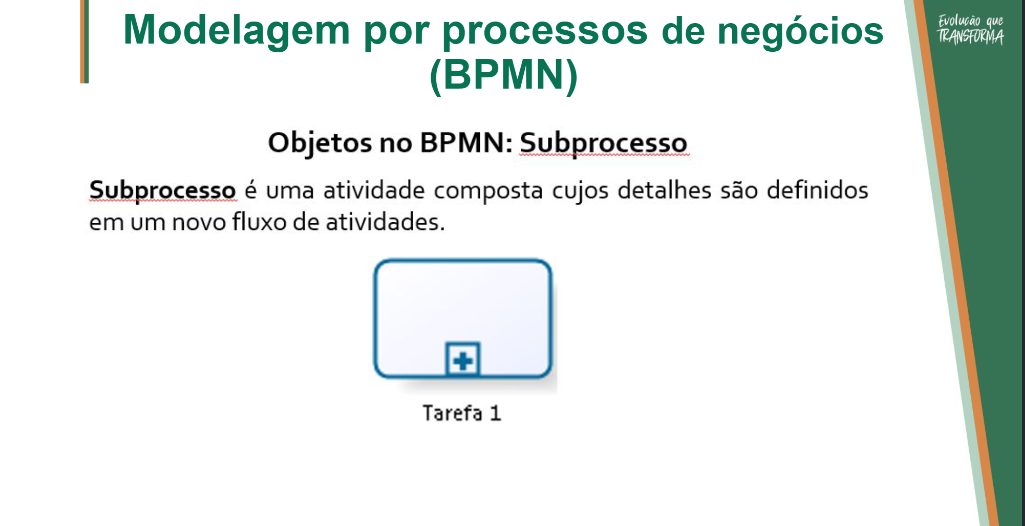 Modelagem por processos de negócios
(BPMN)
Evolução que
TRANSFORMA
Objetos no BPMN: Subprocesso
Subprocesso é uma atividade composta cujos detalhes são definidos
em um novo fluxo de atividades.
Tarefa 1